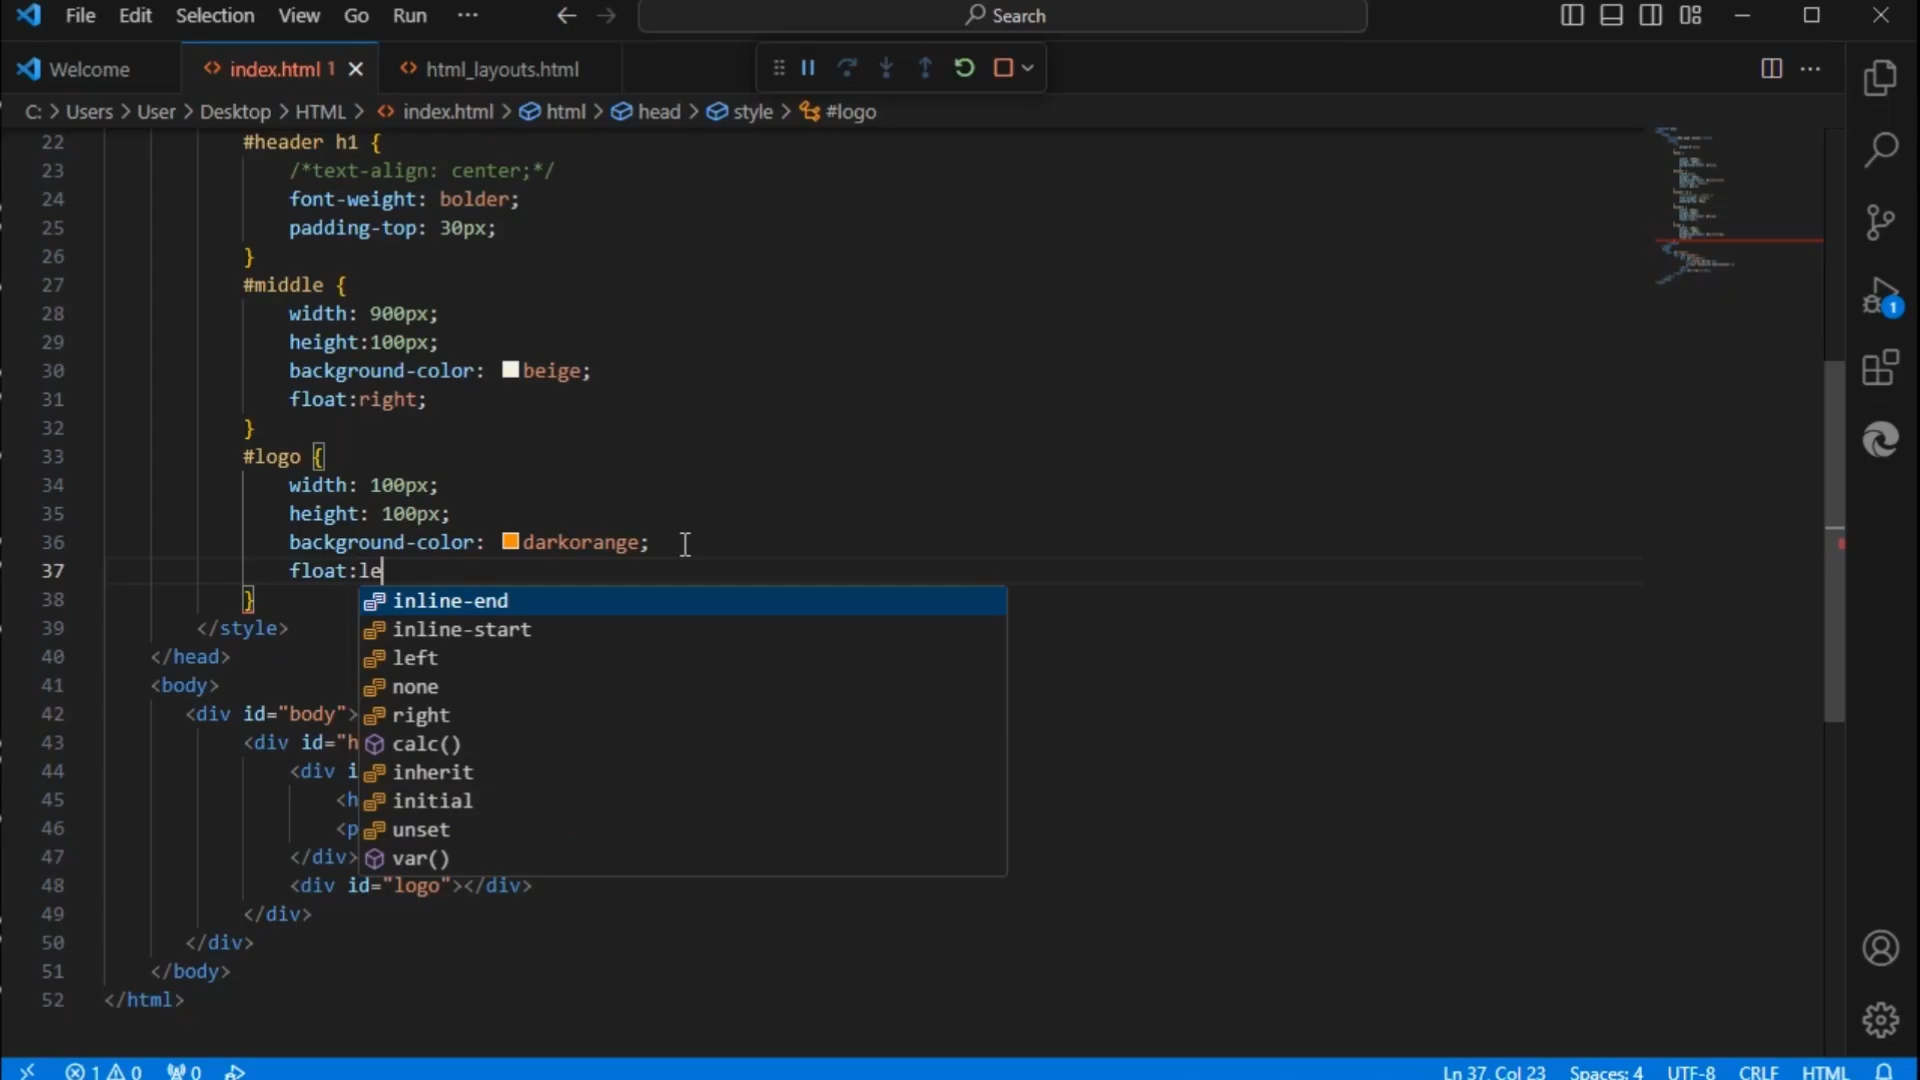 File Edit Selection View Go Run ··· Search
Welcome index.html 1 html_layouts.html
C: > Users > User > Desktop > HTML > index.html > html > head > style > #logo
22 #header h1 {
23 /*text-align: center;*/
24 font-weight: bolder;
25 padding-top: 30px;
26 }
27 #middle {
28 width: 900px;
29 height:100px;
30 background-color: beige;
31 float:right;
32 }
33 #logo {
34 width: 100px;
35 height: 100px;
36 background-color: darkorange;
37 float:le
38 }
inline-end
39 </style>
inline-start
40 </head>
left
41 <body>
none
42 <div id="body">
right
43 <div id="h
calc()
44 <div i
inherit
45 <h
initial
46 <p
unset
47 </div>
var()
48 <div id="logo"></div>
49 </div>
50 </div>
51 </body>
52 </html>
1
1 0 0 Ln 37, Col 23 Spaces: 4 UTF-8 CRLF HTML